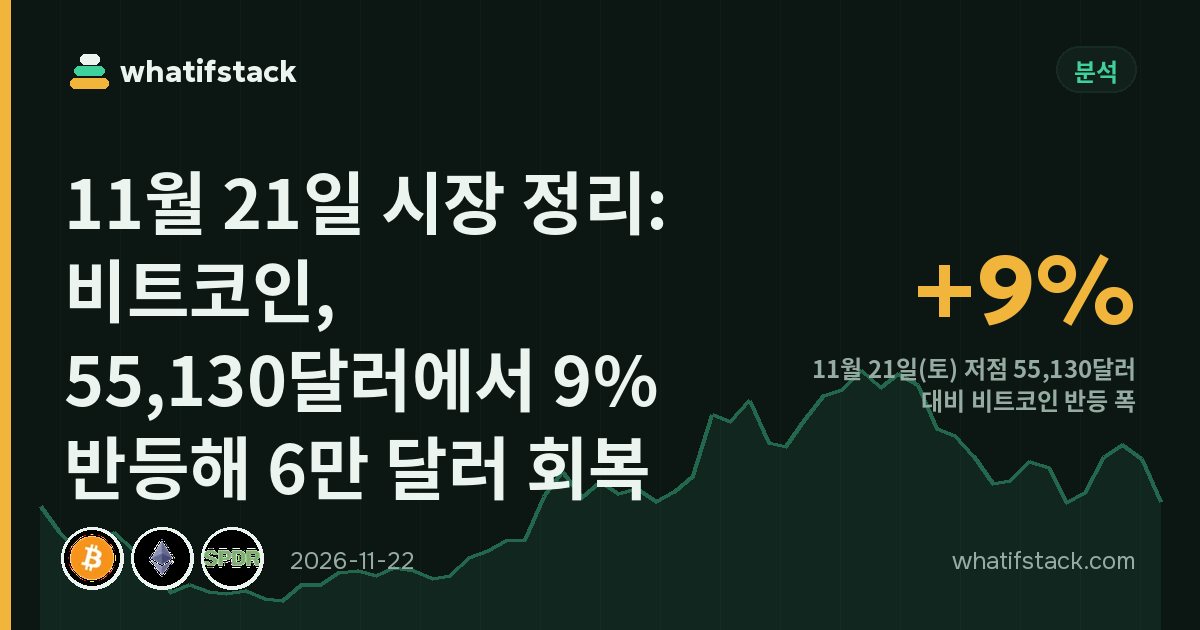 whatifstack
분석
11월 21일 시장 정리:
비트코인,
55,130달러에서 9%
반등해 6만 달러 회복
+9%
11월 21일(토) 저점 55,130달러
대비 비트코인 반등 폭
SPDR
2026-11-22
whatifstack.com